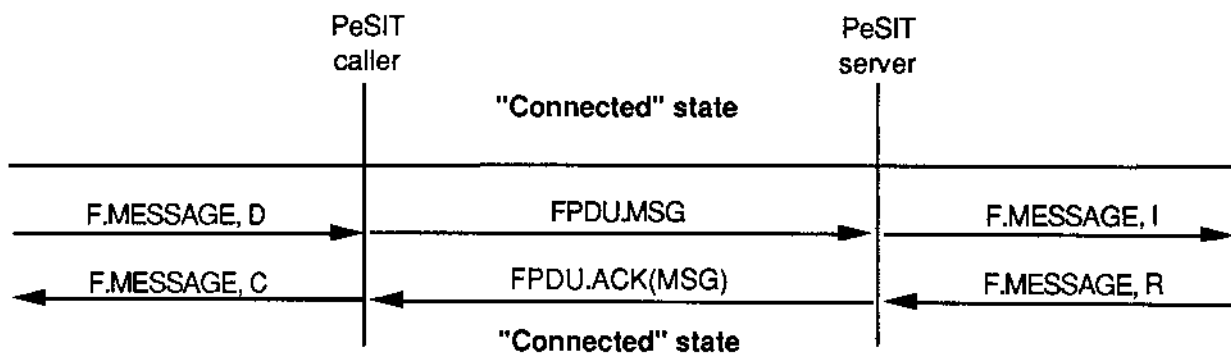 PeSIT
caller
PeSIT
server
"Connected" state
F.MESSAGE, D
FPDU.MSG
F.MESSAGE, I
F.MESSAGE, C
FPDU.ACK(MSG)
F.MESSAGE, R
"Connected" state